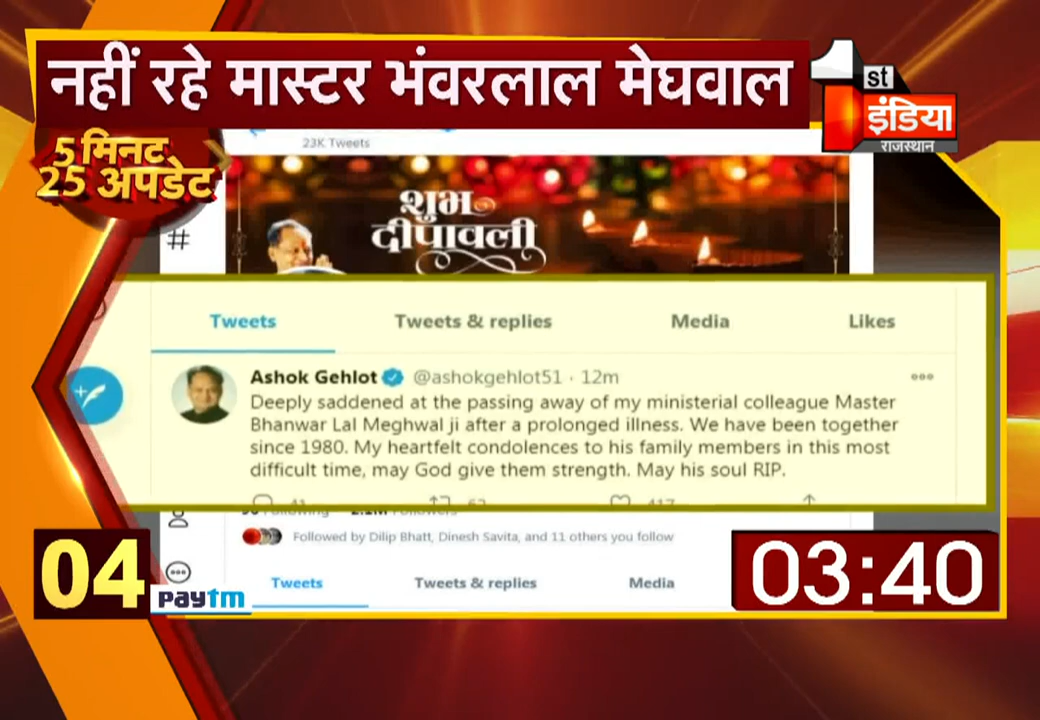 नहीं रहे मास्टर भंवरलाल मेघवाल
1st
इंडिया
राजस्थान
5 मिनट
25 अपडेट
23K Tweets
शुभ
दीपावली
#
Tweets Tweets & replies Media Likes
Ashok Gehlot @ashokgehlot51 · 12m
Deeply saddened at the passing away of my ministerial colleague Master
Bhanwar Lal Meghwal ji after a prolonged illness. We have been together
since 1980. My heartfelt condolences to his family members in this most
difficult time, may God give them strength. May his soul RIP.
Followed by Dilip Bhatt, Dinesh Savita, and 11 others you follow
Tweets Tweets & replies Media
04
paytm
03:40